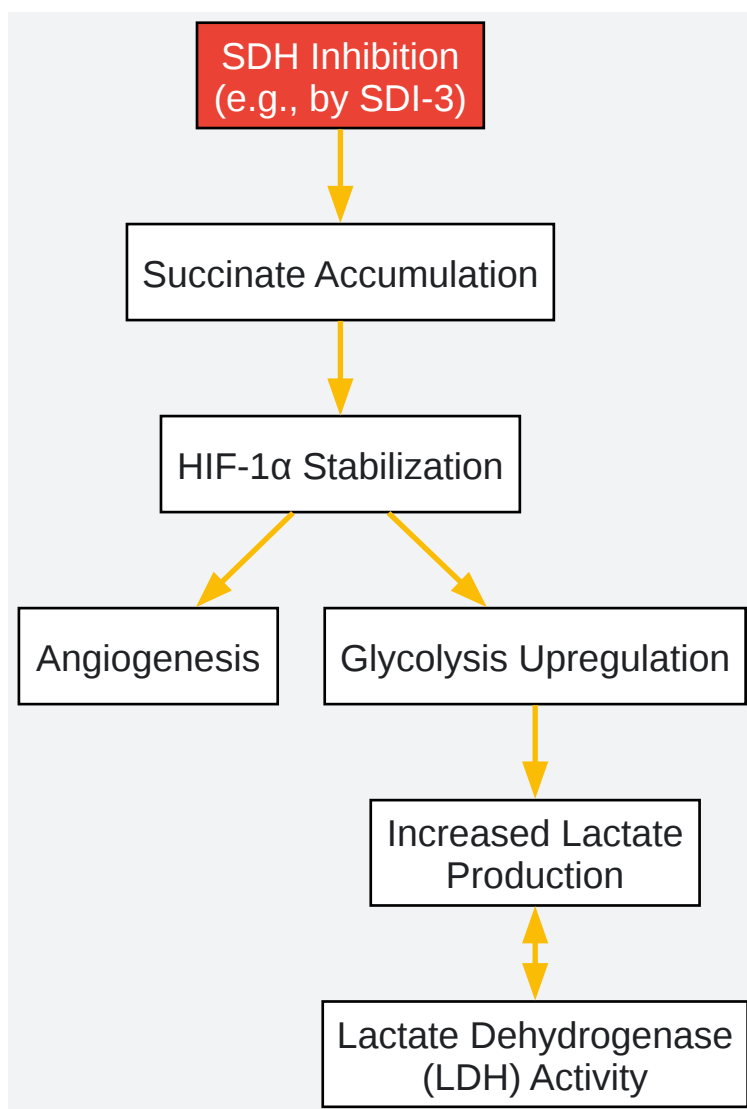 SDH Inhibition
(e.g., by SDI-3)
Succinate Accumulation
HIF-1α Stabilization
Angiogenesis
Glycolysis Upregulation
Increased Lactate
Production
Lactate Dehydrogenase
(LDH) Activity